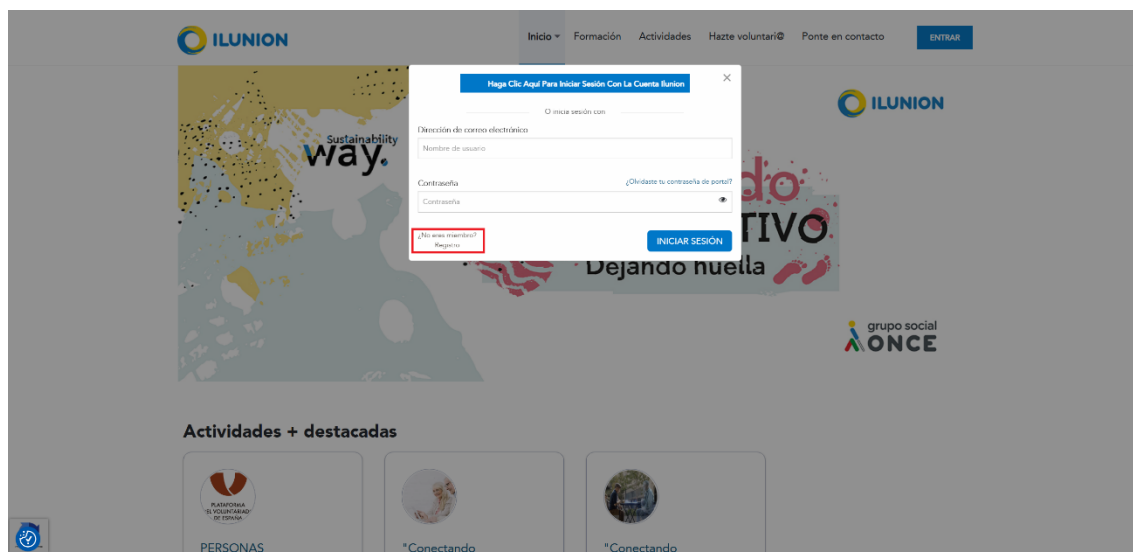 ILUNION
Inicio
Formación
Actividades
Hazte voluntari@
Ponte en contacto
ENTRAR
Haga Clic Aquí Para Iniciar Sesión Con La Cuenta Ilunion
O inicia sesión con
Dirección de correo electrónico
Nombre de usuario
Contraseña
¿Olvidaste tu contraseña de portal?
Contraseña
¿No eres miembro?
Registro
INICIAR SESIÓN
Sustainability
way.
ILUNION
do
TIVO
Dejando huella
grupo social
ONCE
Actividades + destacadas
PLATAFORMA
DEL VOLUNTARIADO
DE ESPAÑA
PERSONAS
"Conectando
"Conectando